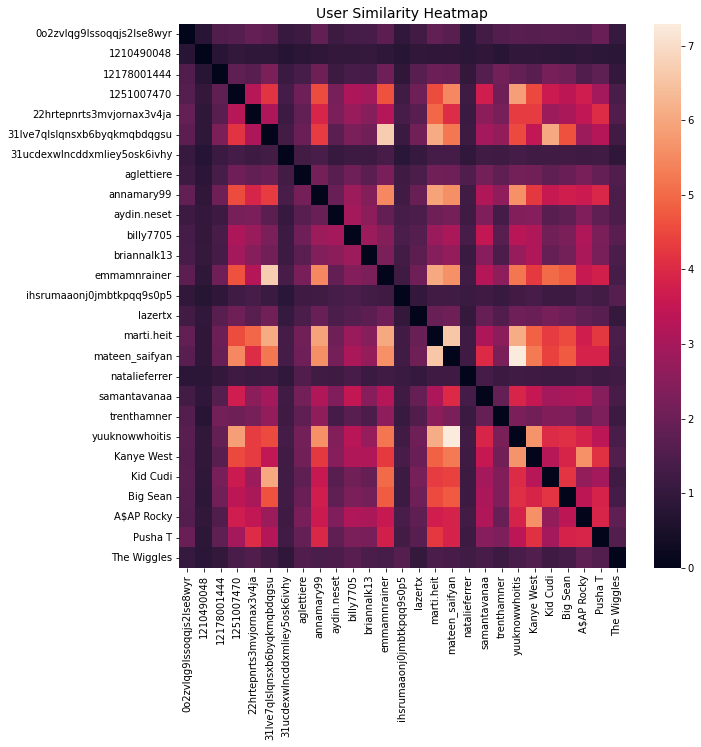 User Similarity Heatmap
0o2zvlqg9lssoqqjs2lse8wyr
1210490048
12178001444
1251007470
22hrtepnrts3mvjornax3v4ja
31lve7qlslqnsxb6byqkmqbdqgsu
31ucdexwlncddxmliey5osk6ivhy
aglettiere
annamary99
aydin.neset
billy7705
briannalk13
emmamnrainer
ihsrumaaonj0jmbtkpqq9s0p5
lazertx
marti.heit
mateen_saifyan
natalieferrer
samantavanaa
trenthamner
yuuknowwhoitis
Kanye West
Kid Cudi
Big Sean
A$AP Rocky
Pusha T
The Wiggles
0o2zvlqg9lssoqqjs2lse8wyr
1210490048
12178001444
1251007470
22hrtepnrts3mvjornax3v4ja
31lve7qlslqnsxb6byqkmqbdqgsu
31ucdexwlncddxmliey5osk6ivhy
aglettiere
annamary99
aydin.neset
billy7705
briannalk13
emmamnrainer
ihsrumaaonj0jmbtkpqq9s0p5
lazertx
marti.heit
mateen_saifyan
natalieferrer
samantavanaa
trenthamner
yuuknowwhoitis
Kanye West
Kid Cudi
Big Sean
A$AP Rocky
Pusha T
The Wiggles
7
6
5
4
3
2
1
0